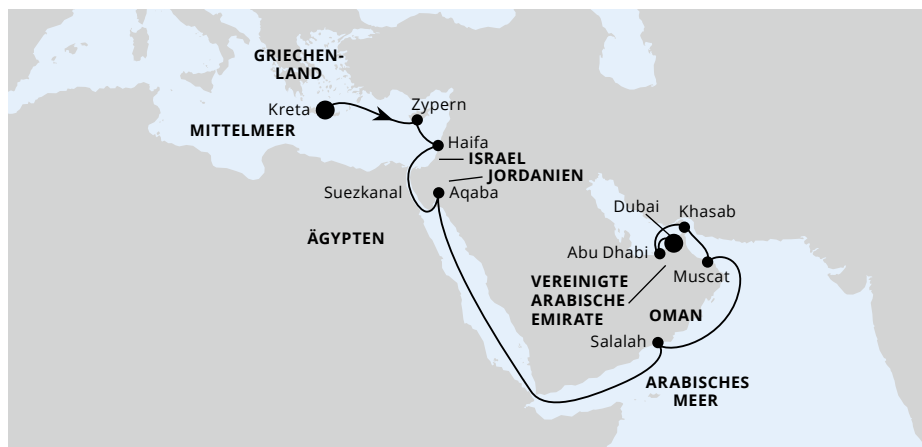 GRIECHEN-
LAND
Kreta
Zypern
MITTELMEER
Haifa
ISRAEL
JORDANIEN
Suezkanal
Aqaba
ÄGYPTEN
Dubai
Khasab
Abu Dhabi
Muscat
VEREINIGTE
ARABISCHE
EMIRATE
OMAN
Salalah
ARABISCHES
MEER